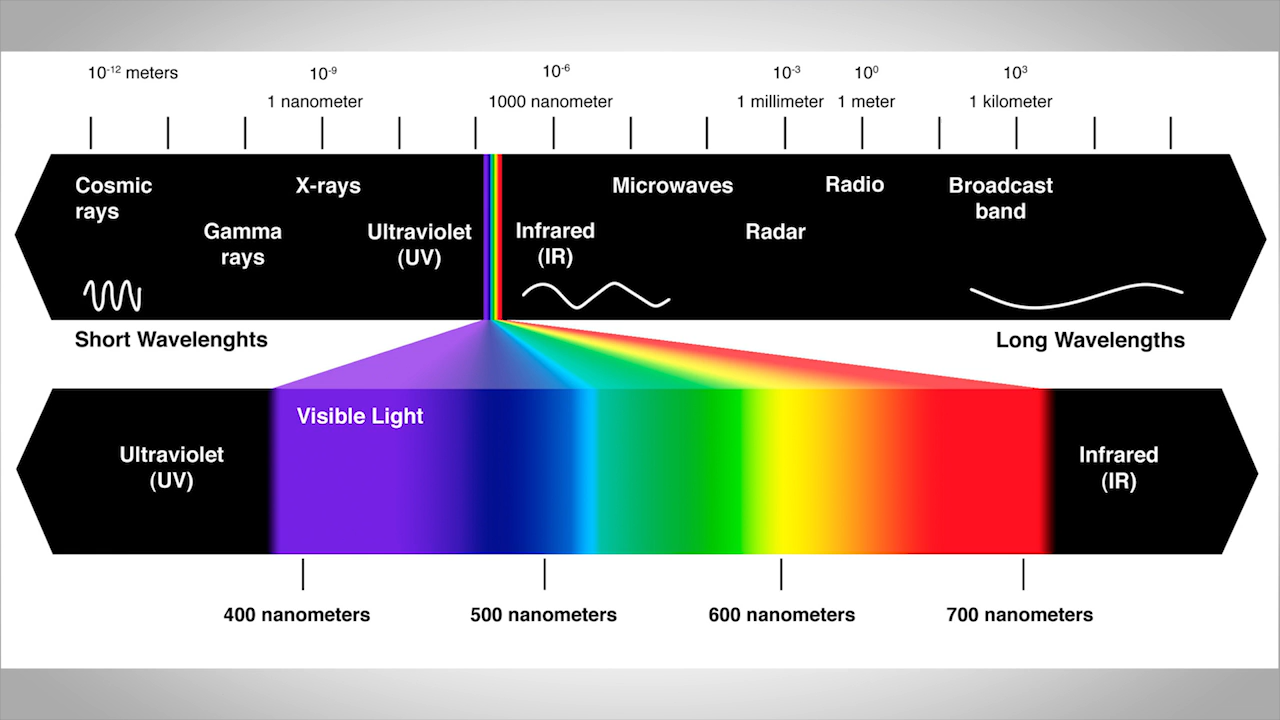 10-12 meters
10-9
10-6
10-3
100
103
1 nanometer
1000 nanometer
1 millimeter
1 meter
1 kilometer
Cosmic
rays
Gamma
rays
X-rays
Ultraviolet
(UV)
Infrared
(IR)
Microwaves
Radar
Radio
Broadcast
band
Short Wavelenghts
Long Wavelengths
Visible Light
Ultraviolet
(UV)
Infrared
(IR)
400 nanometers
500 nanometers
600 nanometers
700 nanometers